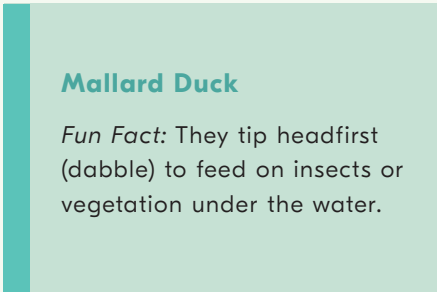 Mallard Duck
Fun Fact: They tip headfirst
(dabble) to feed on insects or
vegetation under the water.